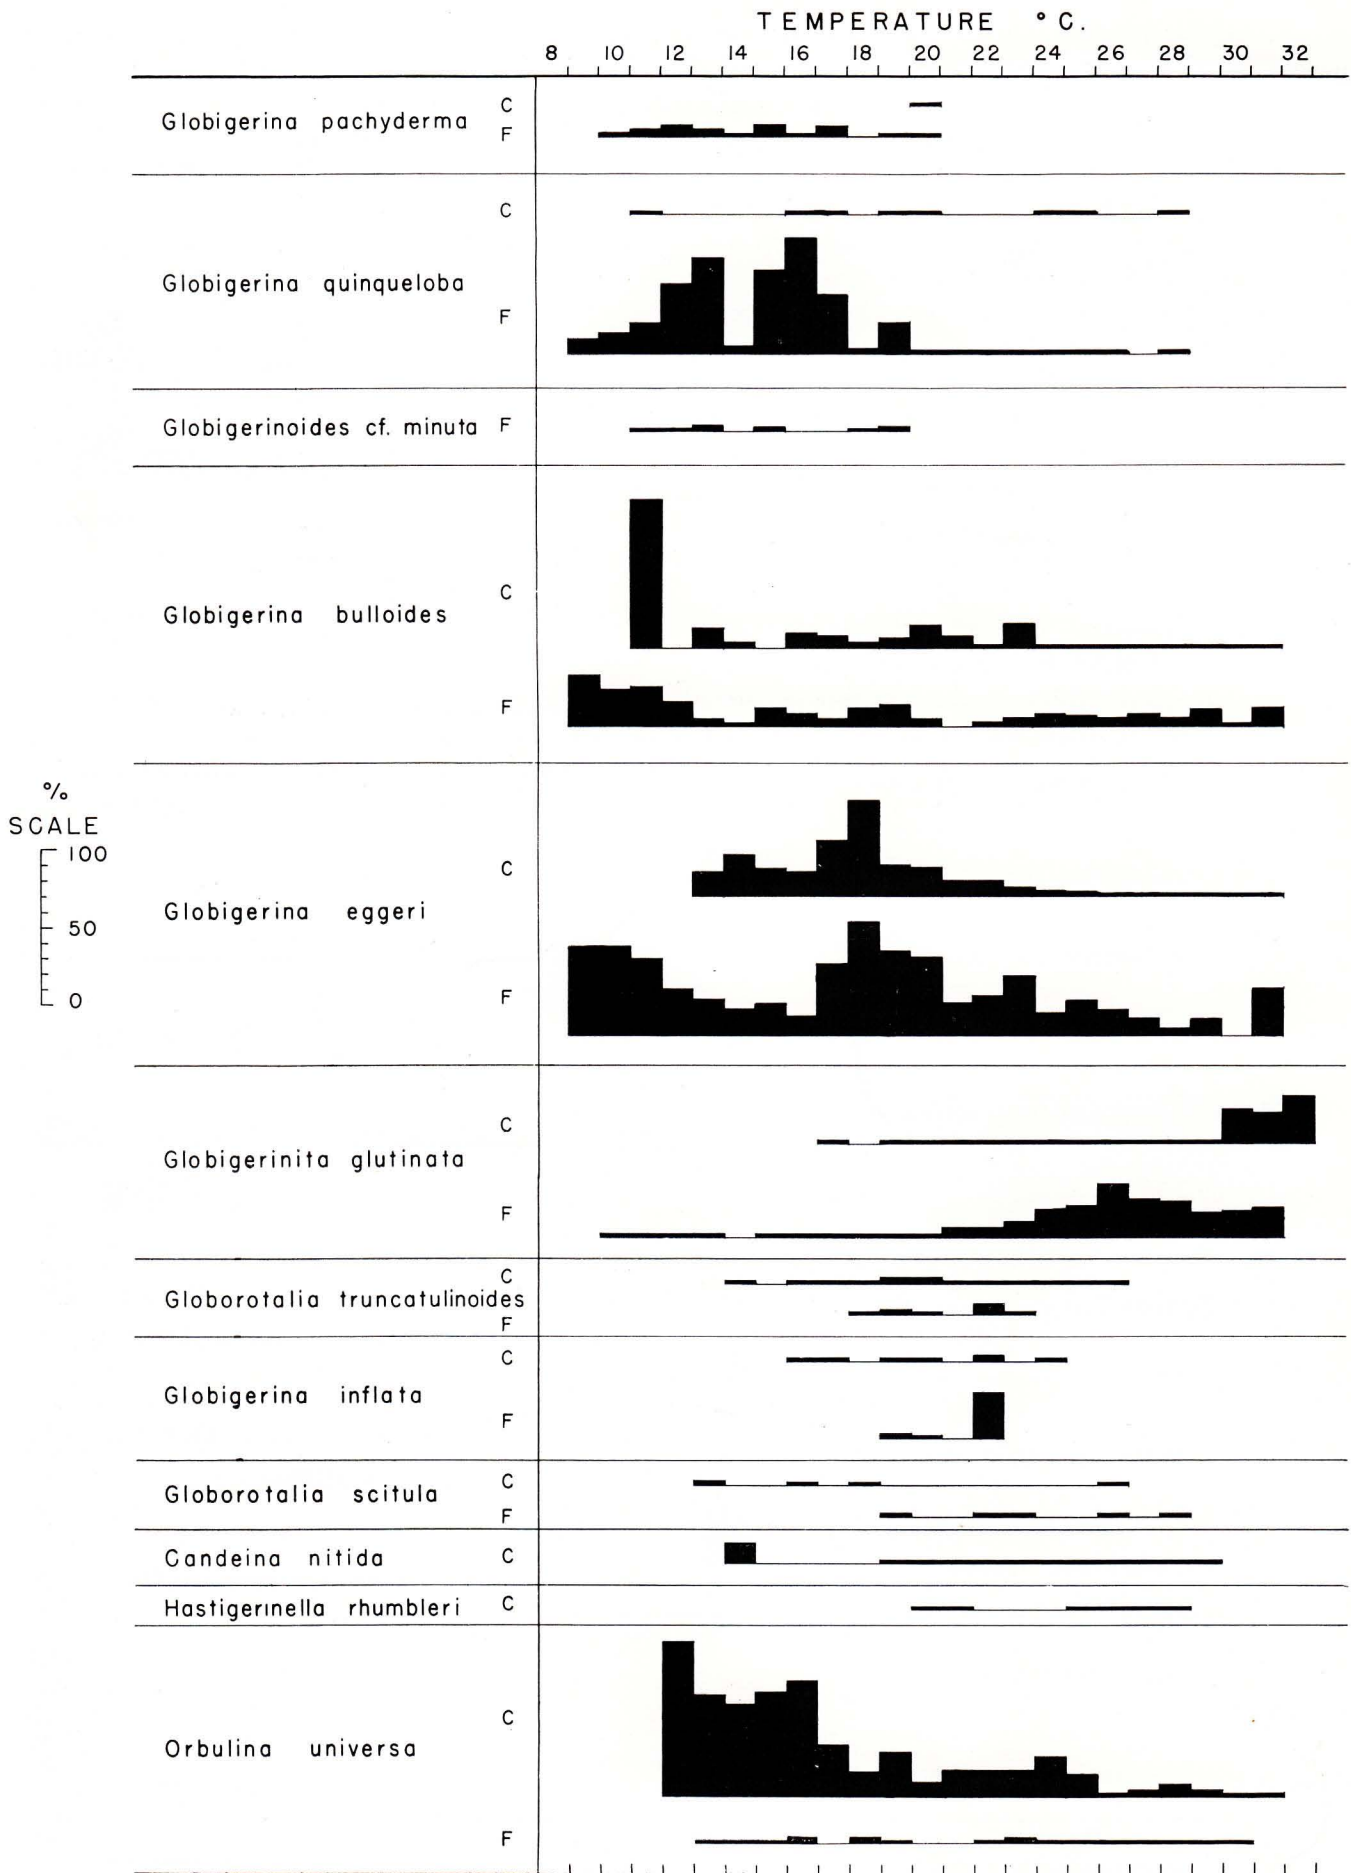 TEMPERATURE °C.
8 10 12 14 16 18 20 22 24 26 28 30 32
C
Globigerina pachyderma
F
C
Globigerina quinqueloba
F
Globigerinoides cf. minuta F
C
Globigerina bulloides
F
%
SCALE
100
50
0
C
Globigerina eggeri
F
C
Globigerinita glutinata
F
C
Globorotalia truncatulinoides
F
C
Globigerina inflata
F
C
Globorotalia scitula
F
Candeina nitida C
Hastigerinella rhumbleri C
C
Orbulina universa
F